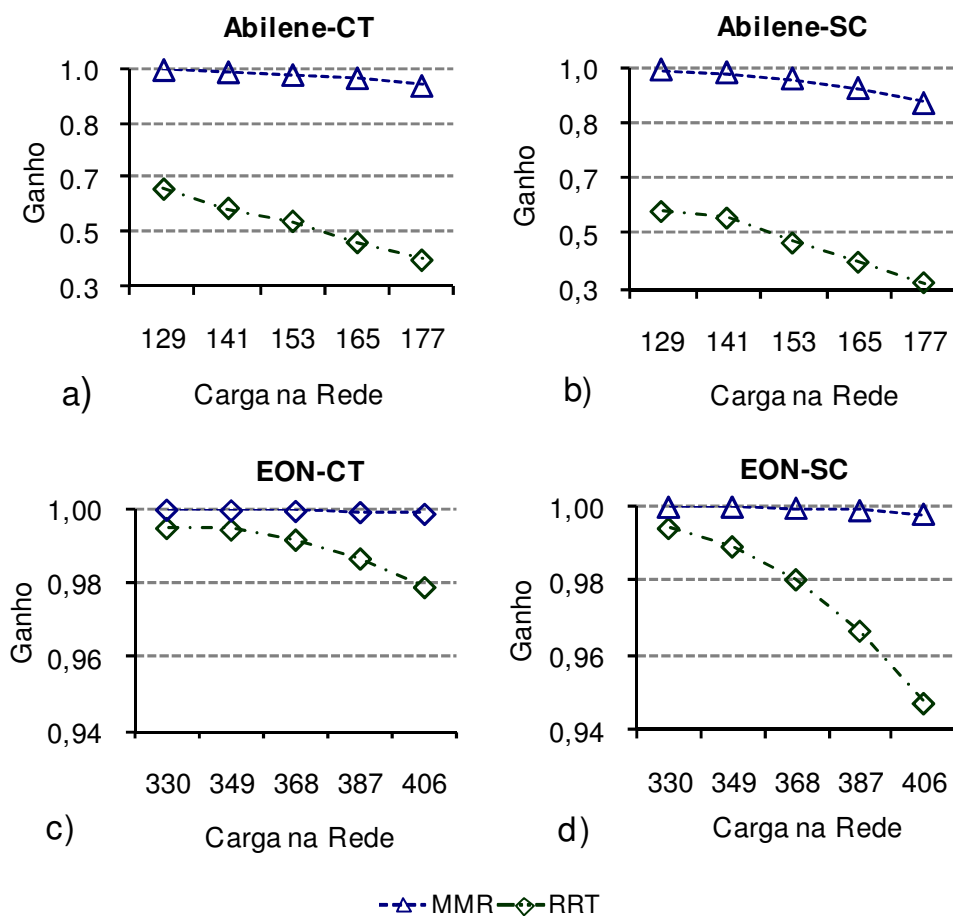 Abilene-CT
1.0
0.8
0.7
0.5
0.3
Ganho
129 141 153 165 177
Carga na Rede
a)
Abilene-SC
1,0
0,8
0,7
0,5
0,3
Ganho
129 141 153 165 177
Carga na Rede
b)
EON-CT
1,00
0,98
0,96
0,94
Ganho
330 349 368 387 406
Carga na Rede
c)
EON-SC
1,00
0,98
0,96
0,94
Ganho
330 349 368 387 406
Carga na Rede
d)
MMR RRT